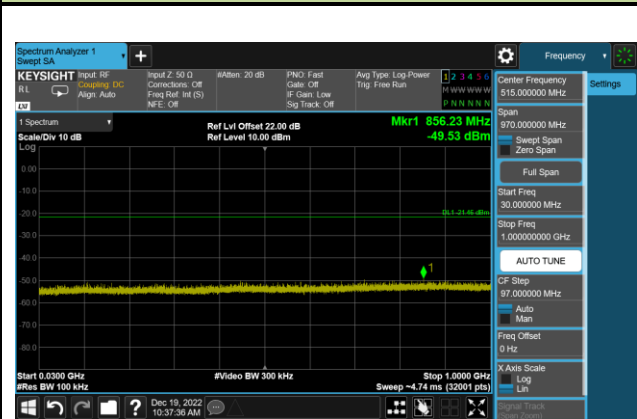 Spectrum Analyzer 1
Swept SA
+
Frequency
KEYSIGHT
Input: RF
Input Z: 50 Ω
#Atten: 20 dB
PNO: Fast
Avg Type: Log-Power
1 2 3 4 5 6
RL
Coupling: DC
Corrections: Off
Gate: Off
Trig: Free Run
M W W W W W
Align: Auto
Freq Ref: Int (S)
IF Gain: Low
P N N N N N
NFE: Off
Sig Track: Off
LXI
1 Spectrum
Ref Lvl Offset 22.00 dB
Mkr1 856.23 MHz
Scale/Div 10 dB
Ref Level 10.00 dBm
-49.53 dBm
Log
0.00
-10.0
-20.0
DL1 -21.46 dBm
-30.0
-40.0
1
-50.0
-60.0
-70.0
-80.0
Start 0.0300 GHz
#Video BW 300 kHz
Stop 1.0000 GHz
#Res BW 100 kHz
Sweep ~4.74 ms (32001 pts)
?
Dec 19, 2022
10:37:36 AM
Center Frequency
515.000000 MHz
Settings
Span
970.000000 MHz
Swept Span
Zero Span
Full Span
Start Freq
30.000000 MHz
Stop Freq
1.000000000 GHz
AUTO TUNE
CF Step
97.000000 MHz
Auto
Man
Freq Offset
0 Hz
X Axis Scale
Log
Lin
Signal Track
(Span Zoom)